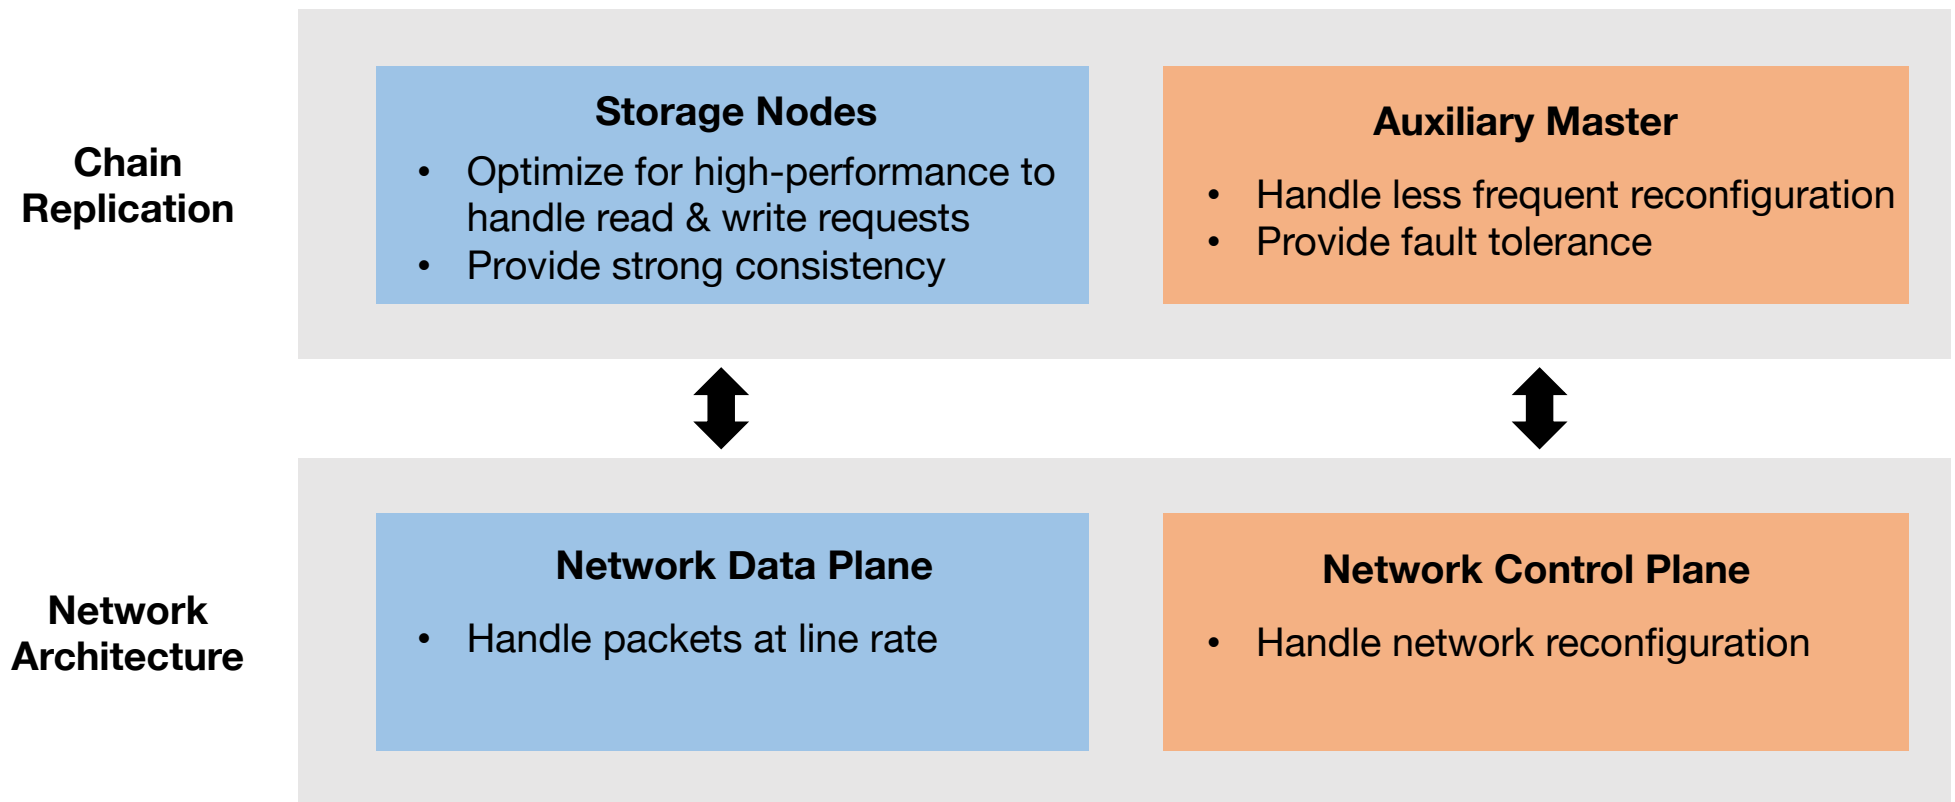 Chain
Replication
Storage Nodes
• Optimize for high-performance to
handle read & write requests
• Provide strong consistency
Auxiliary Master
• Handle less frequent reconfiguration
• Provide fault tolerance
Network
Architecture
Network Data Plane
• Handle packets at line rate
Network Control Plane
• Handle network reconfiguration